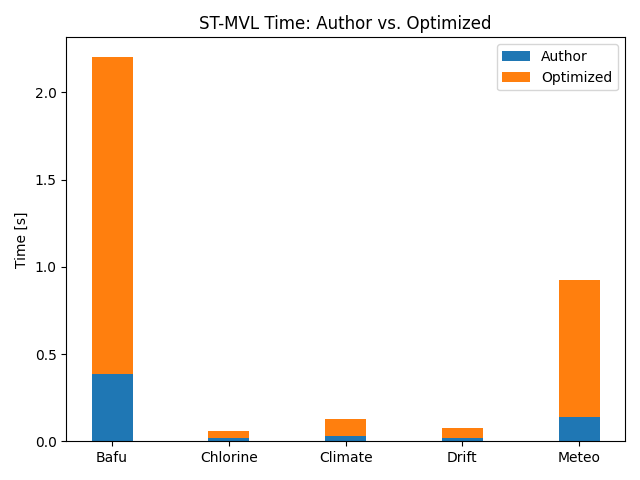 ST-MVL Time: Author vs. Optimized
Author
Optimized
Time [s]
2.0
1.5
1.0
0.5
0.0
Bafu Chlorine Climate Drift Meteo